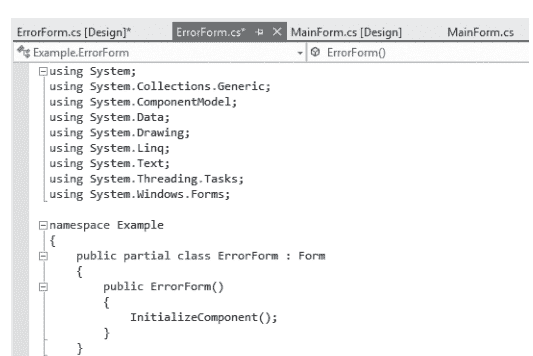 ErrorForm.cs [Design]* ErrorForm.cs* MainForm.cs [Design] MainForm.cs
Example.ErrorForm ErrorForm()
using System;
using System.Collections.Generic;
using System.ComponentModel;
using System.Data;
using System.Drawing;
using System.Linq;
using System.Text;
using System.Threading.Tasks;
using System.Windows.Forms;
namespace Example
{
public partial class ErrorForm : Form
{
public ErrorForm()
{
InitializeComponent();
}
}